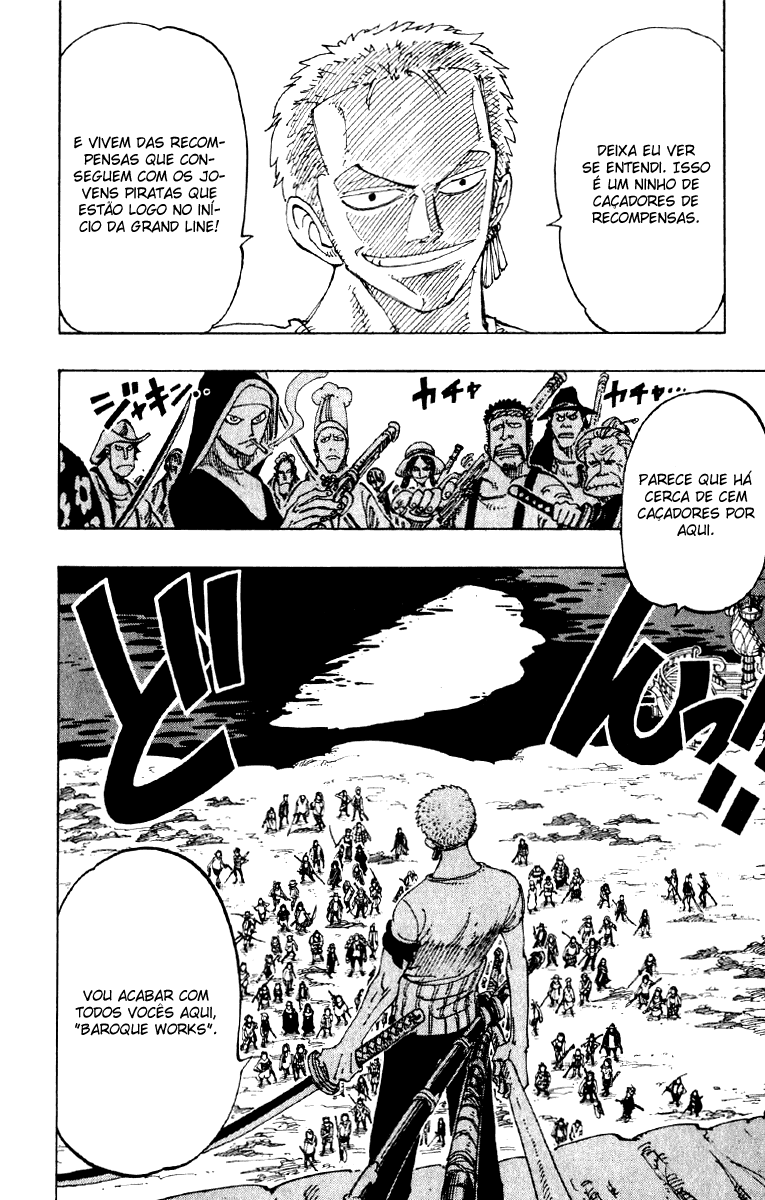 DEIXA EU VER
SE ENTENDI. ISSO
É UM NINHO DE
CAÇADORES DE
RECOMPENSAS.
E VIVEM DAS RECOM-
PENSAS QUE CON-
SEGUEM COM OS JO-
VENS PIRATAS QUE
ESTÃO LOGO NO INÍ-
CIO DA GRAND LINE!
カチャ…
カチャ
ジャキン…
PARECE QUE HÁ
CERCA DE CEM
CAÇADORES POR
AQUI.
ドんっ!!
VOU ACABAR COM
TODOS VOCÊS AQUI,
"BAROQUE WORKS".